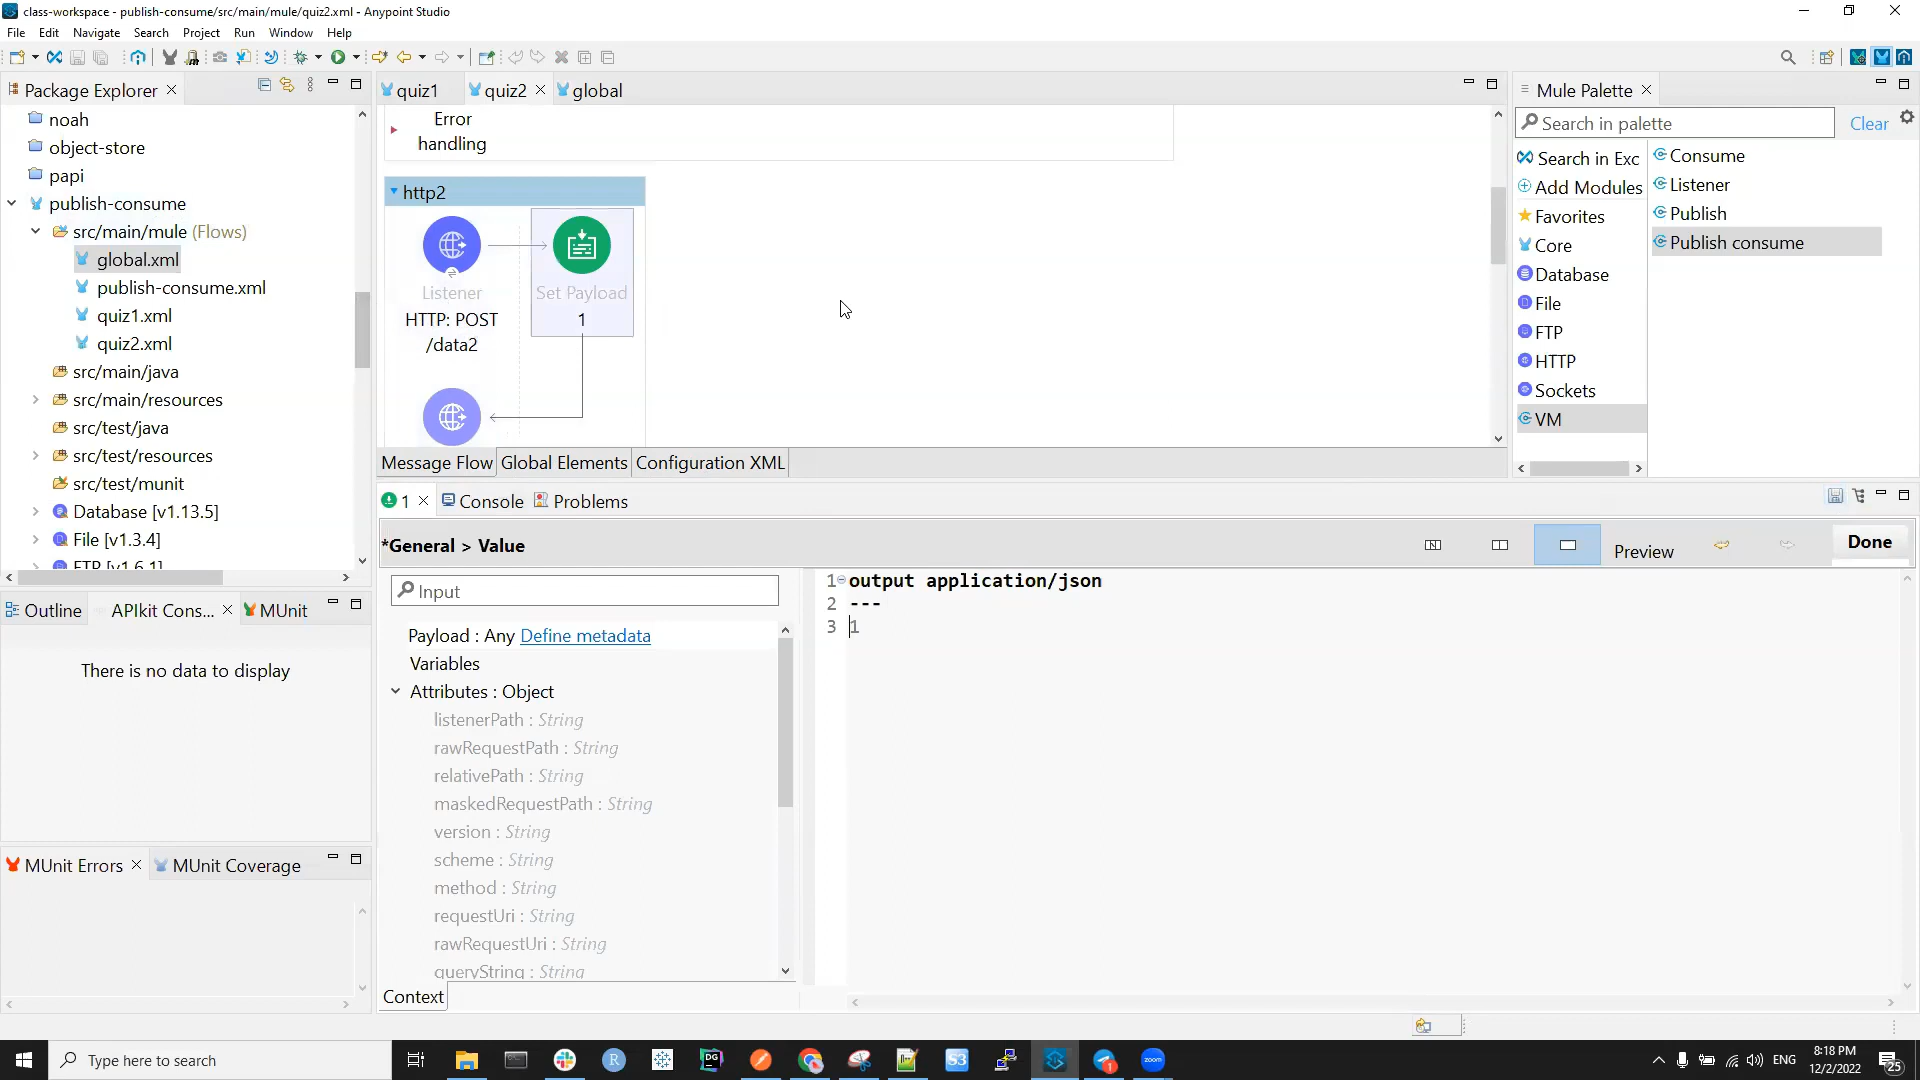 class-workspace - publish-consume/src/main/mule/quiz2.xml - Anypoint Studio
File Edit Navigate Search Project Run Window Help
Package Explorer
noah
object-store
papi
publish-consume
src/main/mule (Flows)
global.xml
publish-consume.xml
quiz1.xml
quiz2.xml
src/main/java
src/main/resources
src/test/java
src/test/resources
src/test/munit
Database [v1.13.5]
File [v1.3.4]
FTP [v1.6.1]
Outline APIkit Cons... MUnit
There is no data to display
MUnit Errors MUnit Coverage
quiz1 quiz2 global
Error
handling
http2
Listener Set Payload
HTTP: POST 1
/data2
Message Flow Global Elements Configuration XML
Mule Palette
Search in palette Clear
Search in Exc
Add Modules
Favorites
Core
Database
File
FTP
HTTP
Sockets
VM
Consume
Listener
Publish
Publish consume
1 Console Problems
*General > Value Preview Done
Input
Payload : Any Define metadata
Variables
Attributes : Object
listenerPath : String
rawRequestPath : String
relativePath : String
maskedRequestPath : String
version : String
scheme : String
method : String
requestUri : String
rawRequestUri : String
queryString : String
Context
1 output application/json
2 ---
3 1
Type here to search
ENG
8:18 PM
12/2/2022
25